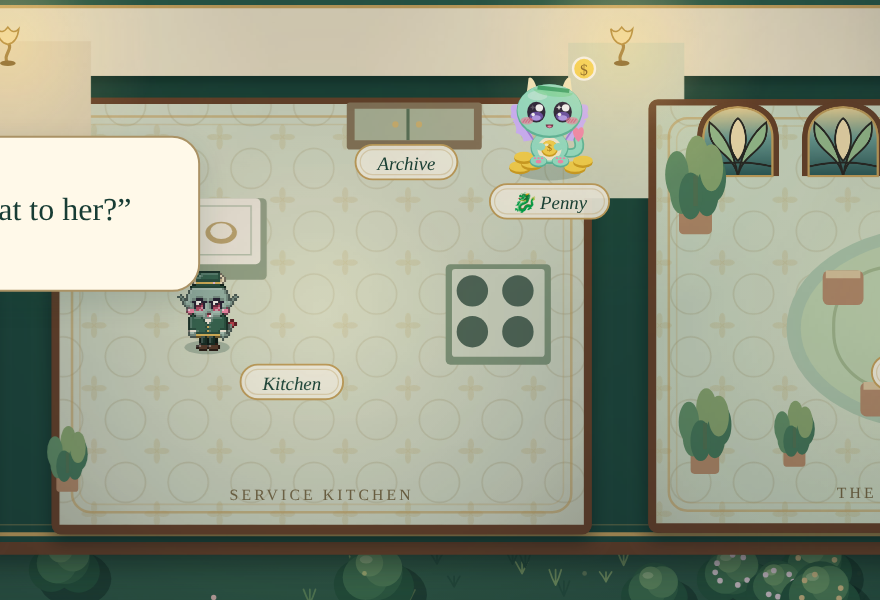 $
Archive
🐉 Penny
at to her?”
$
Kitchen
SERVICE KITCHEN
THE